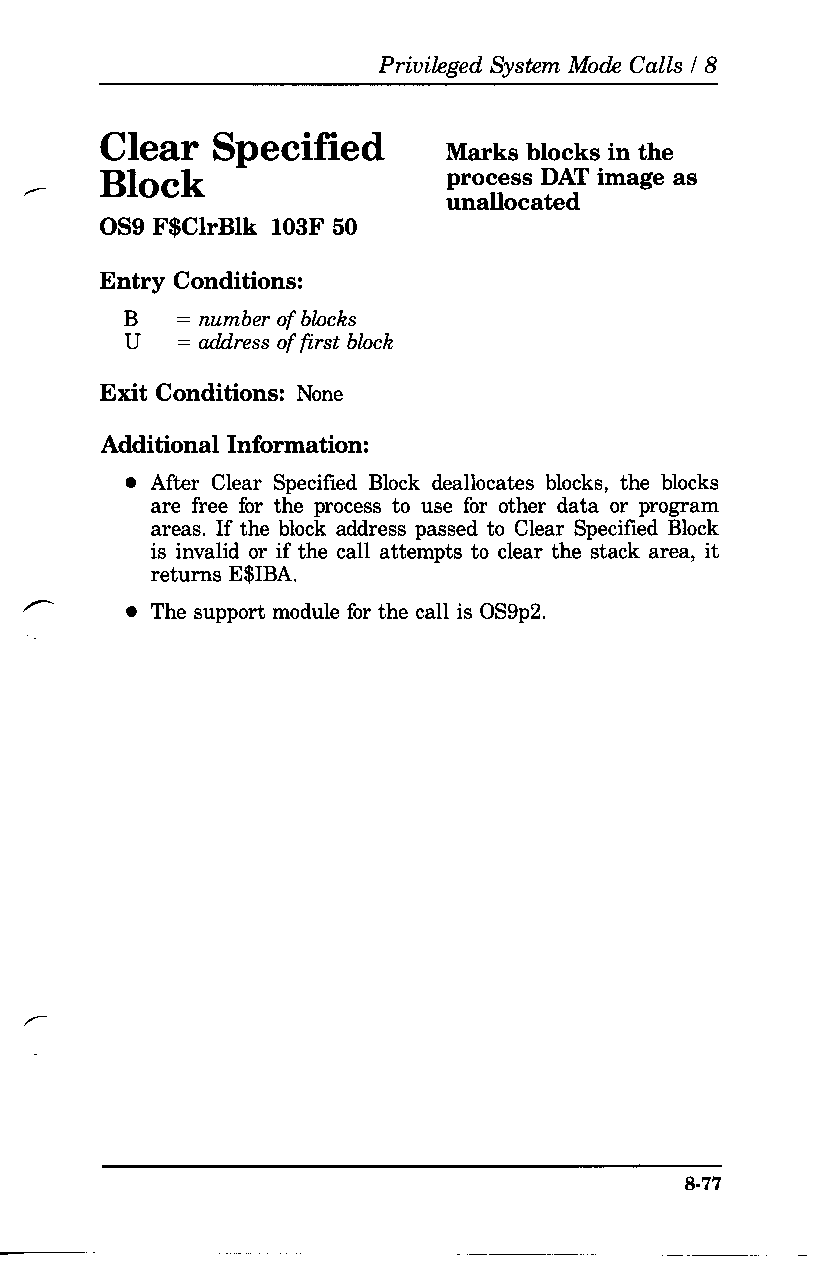 Privileged System Mode Calls / 8
Clear Specified
Block
Marks blocks in the
process DAT image as
unallocated
OS9 F$ClrBlk 103F 50
Entry Conditions:
B = number of blocks
U = address of first block
Exit Conditions: None
Additional Information:
• After Clear Specified Block deallocates blocks, the blocks
are free for the process to use for other data or program
areas. If the block address passed to Clear Specified Block
is invalid or if the call attempts to clear the stack area, it
returns E$IBA.
• The support module for the call is OS9p2.
8-77